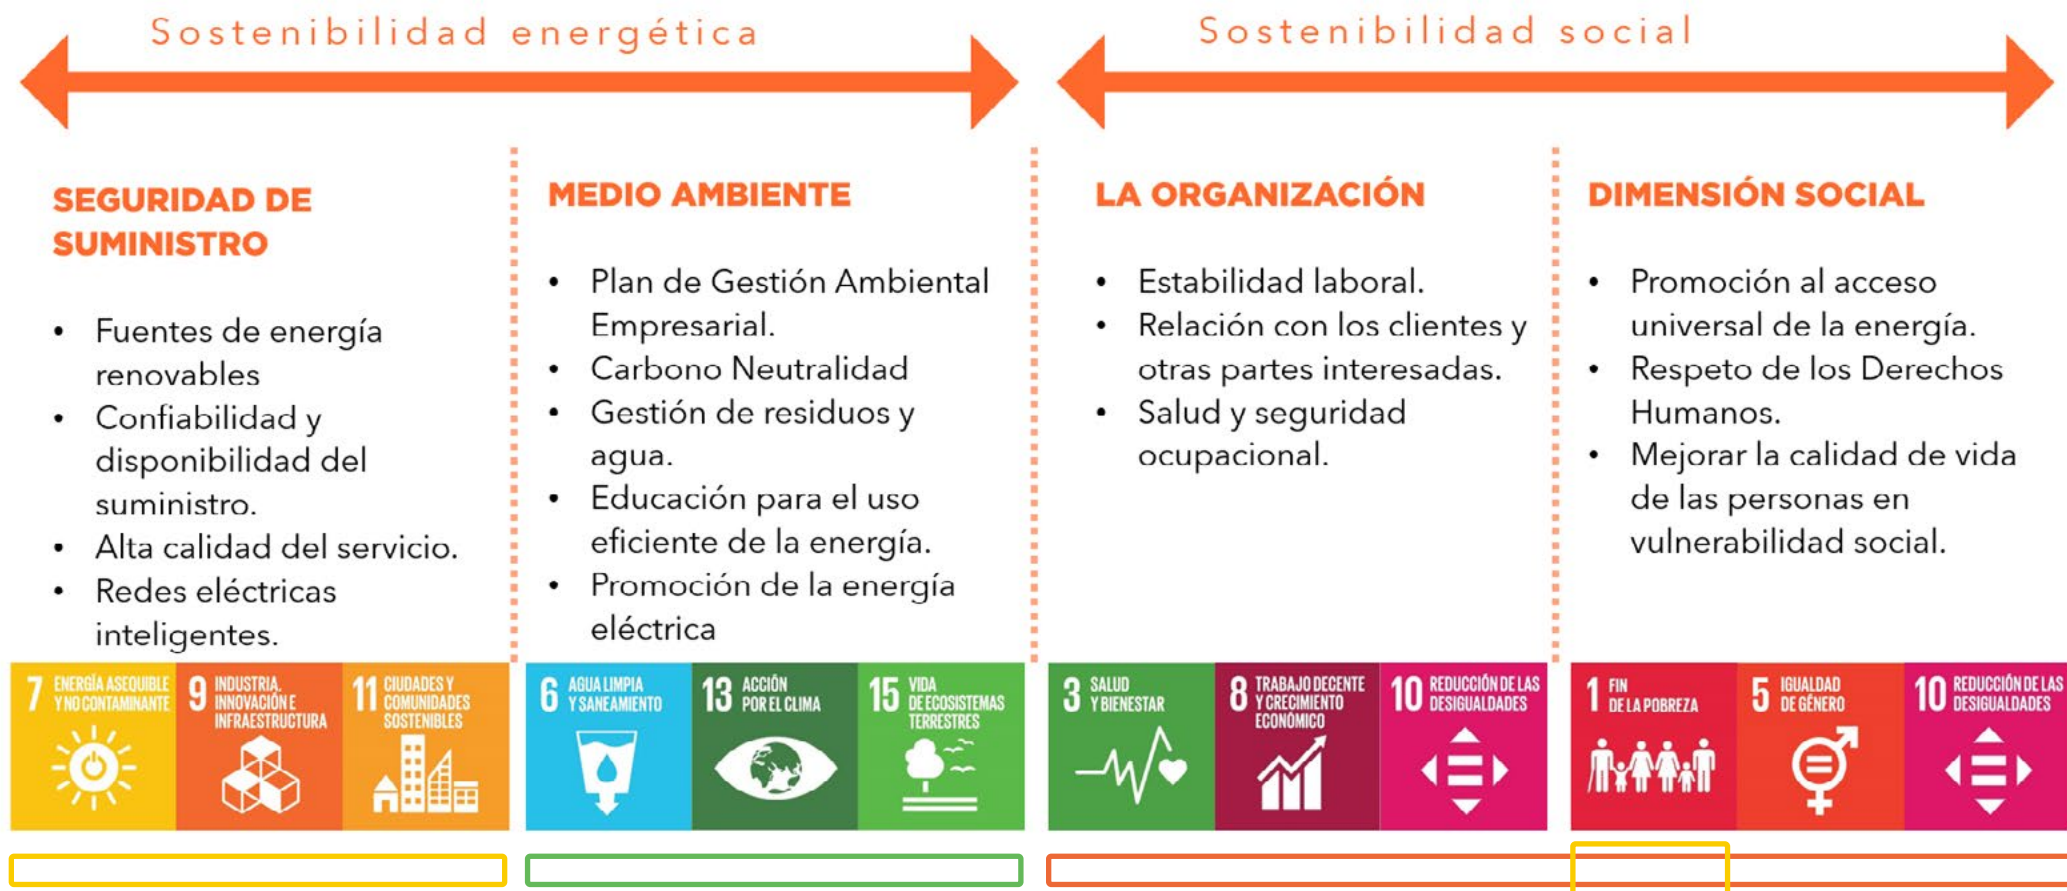 Sostenibilidad energética
Sostenibilidad social
SEGURIDAD DE
SUMINISTRO
• Fuentes de energía
renovables
• Confiabilidad y
disponibilidad del
suministro.
• Alta calidad del servicio.
• Redes eléctricas
inteligentes.
MEDIO AMBIENTE
• Plan de Gestión Ambiental
Empresarial.
• Carbono Neutralidad
• Gestión de residuos y
agua.
• Educación para el uso
eficiente de la energía.
• Promoción de la energía
eléctrica
LA ORGANIZACIÓN
• Estabilidad laboral.
• Relación con los clientes y
otras partes interesadas.
• Salud y seguridad
ocupacional.
DIMENSIÓN SOCIAL
• Promoción al acceso
universal de la energía.
• Respeto de los Derechos
Humanos.
• Mejorar la calidad de vida
de las personas en
vulnerabilidad social.
7 ENERGÍA ASEQUIBLE
Y NO CONTAMINANTE
9 INDUSTRIA,
INNOVACIÓN E
INFRAESTRUCTURA
11 CIUDADES Y
COMUNIDADES
SOSTENIBLES
6 AGUA LIMPIA
Y SANEAMIENTO
13 ACCIÓN
POR EL CLIMA
15 VIDA
DE ECOSISTEMAS
TERRESTRES
3 SALUD
Y BIENESTAR
8 TRABAJO DECENTE
Y CRECIMIENTO
ECONÓMICO
10 REDUCCIÓN DE LAS
DESIGUALDADES
1 FIN
DE LA POBREZA
5 IGUALDAD
DE GÉNERO
10 REDUCCIÓN DE LAS
DESIGUALDADES